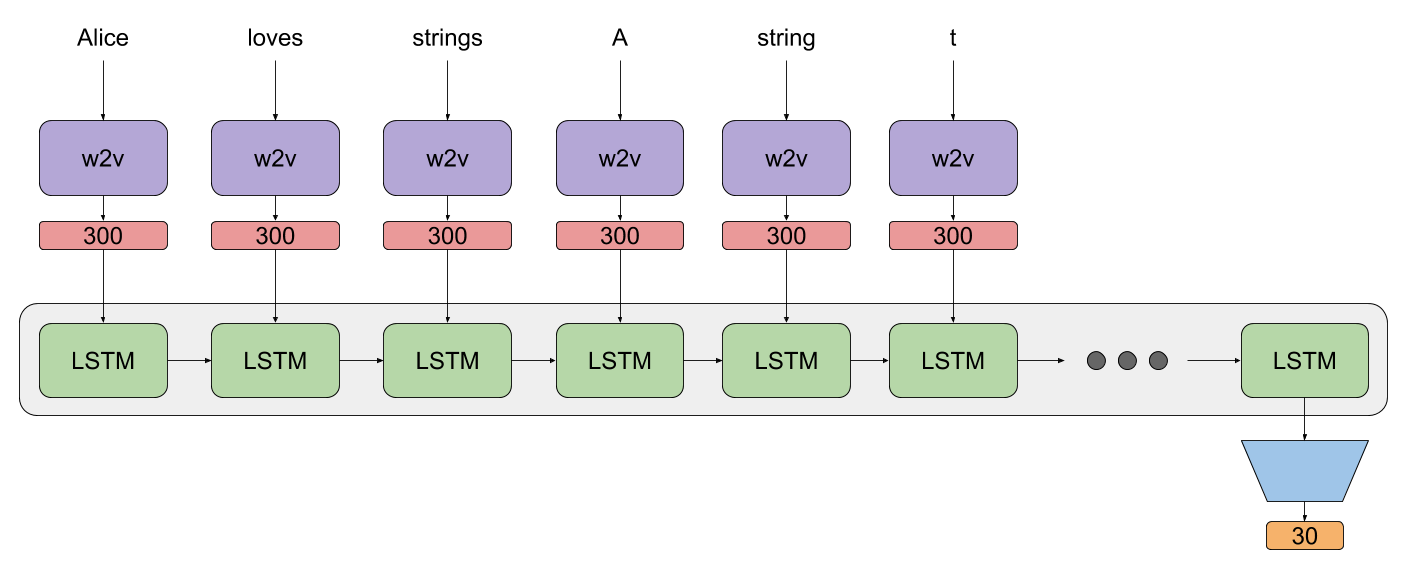 Alice loves strings A string t
w2v w2v w2v w2v w2v w2v
300 300 300 300 300 300
LSTM LSTM LSTM LSTM LSTM LSTM LSTM
30